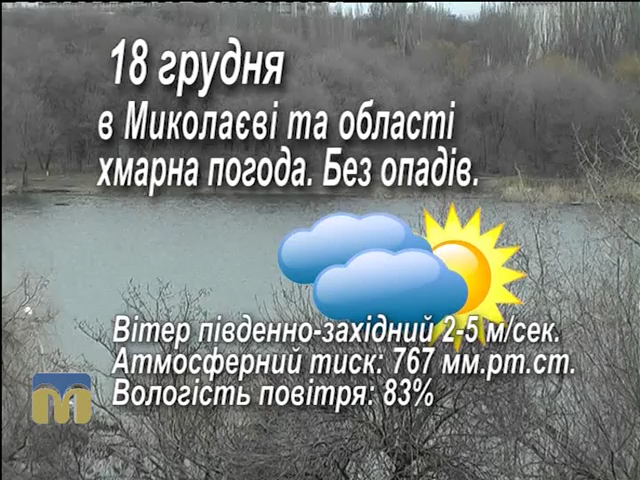 18 грудня
в Миколаєві та області
хмарна погода. Без опадів.
Вітер південно-західний 2-5 м/сек.
Атмосферний тиск: 767 мм.рт.ст.
Вологість повітря: 83%
м